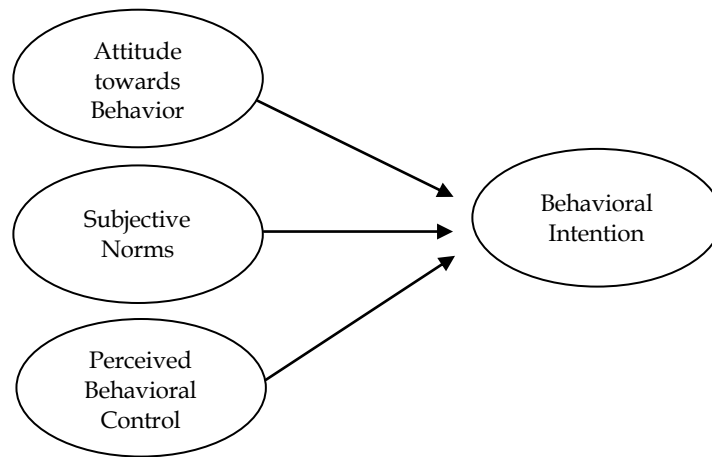 Attitude
towards
Behavior
Subjective
Norms
Perceived
Behavioral
Control
Behavioral
Intention